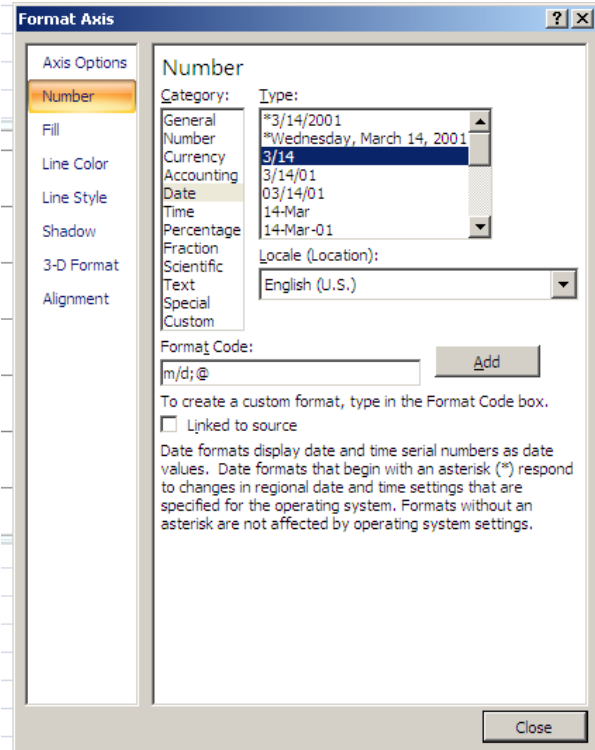 Format Axis
Axis Options
Number
Fill
Line Color
Line Style
Shadow
3-D Format
Alignment
Number
Category:
General
Number
Currency
Accounting
Date
Time
Percentage
Fraction
Scientific
Text
Special
Custom
Type:
*3/14/2001
*Wednesday, March 14, 2001
3/14
3/14/01
03/14/01
14-Mar
14-Mar-01
Locale (Location):
English (U.S.)
Format Code:
m/d;@
Add
To create a custom format, type in the Format Code box.
Linked to source
Date formats display date and time serial numbers as date
values.  Date formats that begin with an asterisk (*) respond
to changes in regional date and time settings that are
specified for the operating system. Formats without an
asterisk are not affected by operating system settings.
Close